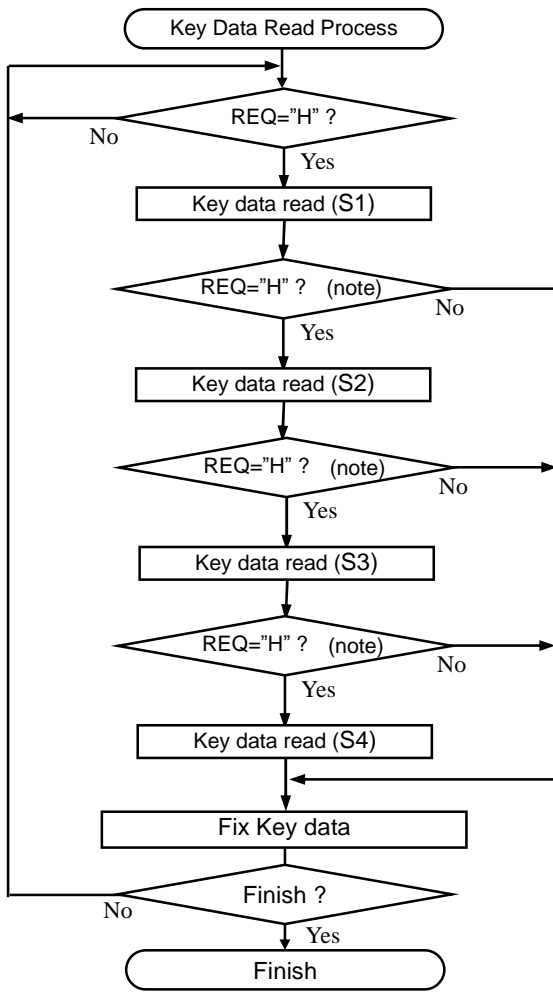 Key Data Read Process
REQ=”H” ?
No
Yes
Key data read (S1)
REQ=”H” ? (note)
No
Yes
Key data read (S2)
REQ=”H” ? (note)
No
Yes
Key data read (S3)
REQ=”H” ? (note)
No
Yes
Key data read (S4)
Fix Key data
Finish ?
No
Yes
Finish